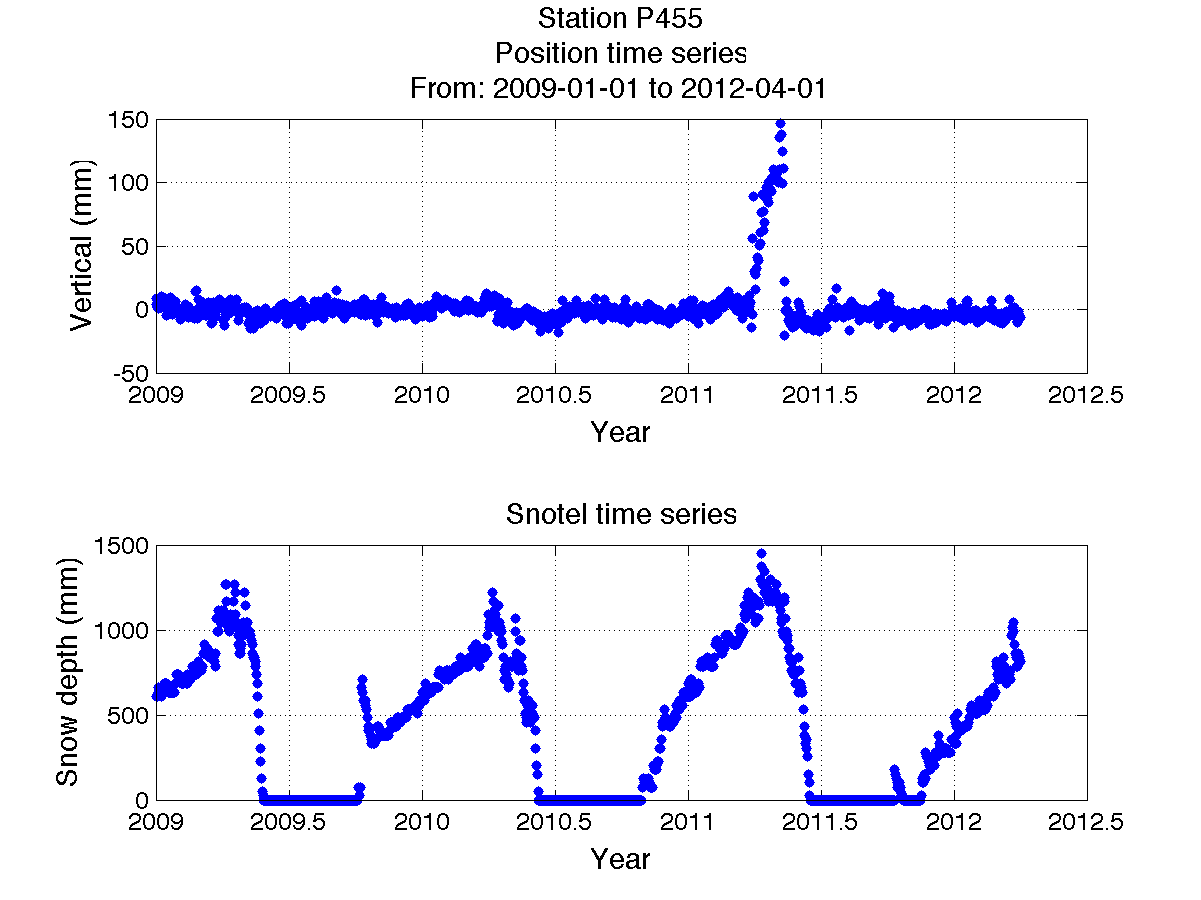 Station P455
Position time series
From: 2009-01-01 to 2012-04-01
150
100
50
0
-50
Vertical (mm)
2009 2009.5 2010 2010.5 2011 2011.5 2012 2012.5
Year
Snotel time series
1500
1000
500
0
Snow depth (mm)
2009 2009.5 2010 2010.5 2011 2011.5 2012 2012.5
Year